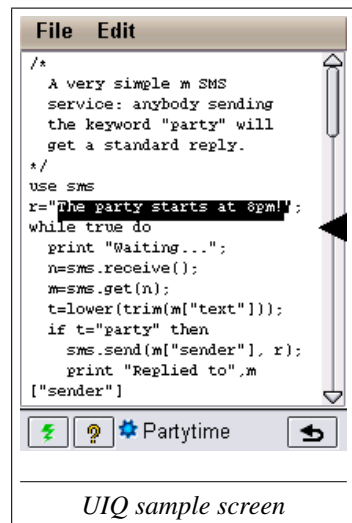 File Edit
/*
A very simple m SMS
service: anybody sending
the keyword "party" will
get a standard reply.
*/
use sms
r="The party starts at 8pm!";
while true do
print "Waiting...";
n=sms.receive();
m=sms.get(n);
t=lower(trim(m["text"]));
if t="party" then
sms.send(m["sender"], r);
print "Replied to",m
["sender"]
Partytime
UIQ sample screen